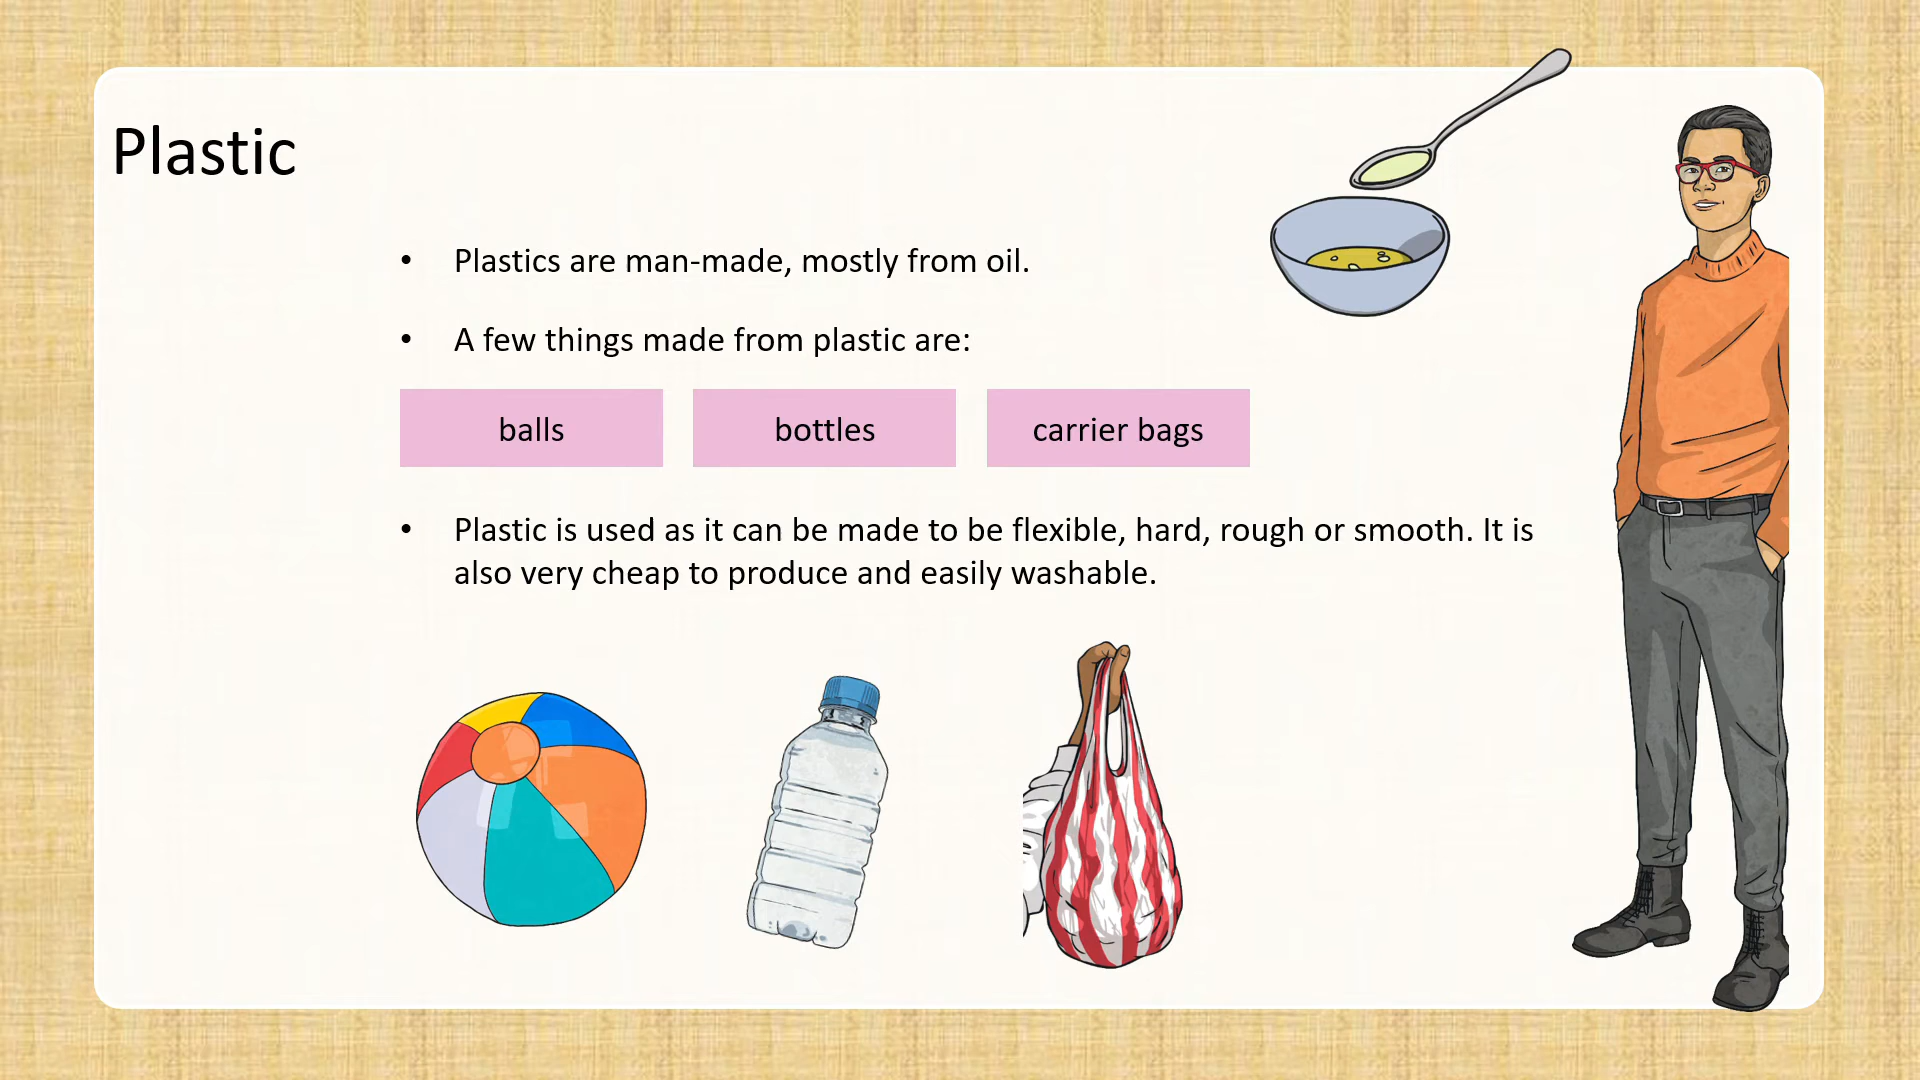 Plastic
• Plastics are man-made, mostly from oil.
• A few things made from plastic are:
balls bottles carrier bags
• Plastic is used as it can be made to be flexible, hard, rough or smooth. It is
also very cheap to produce and easily washable.